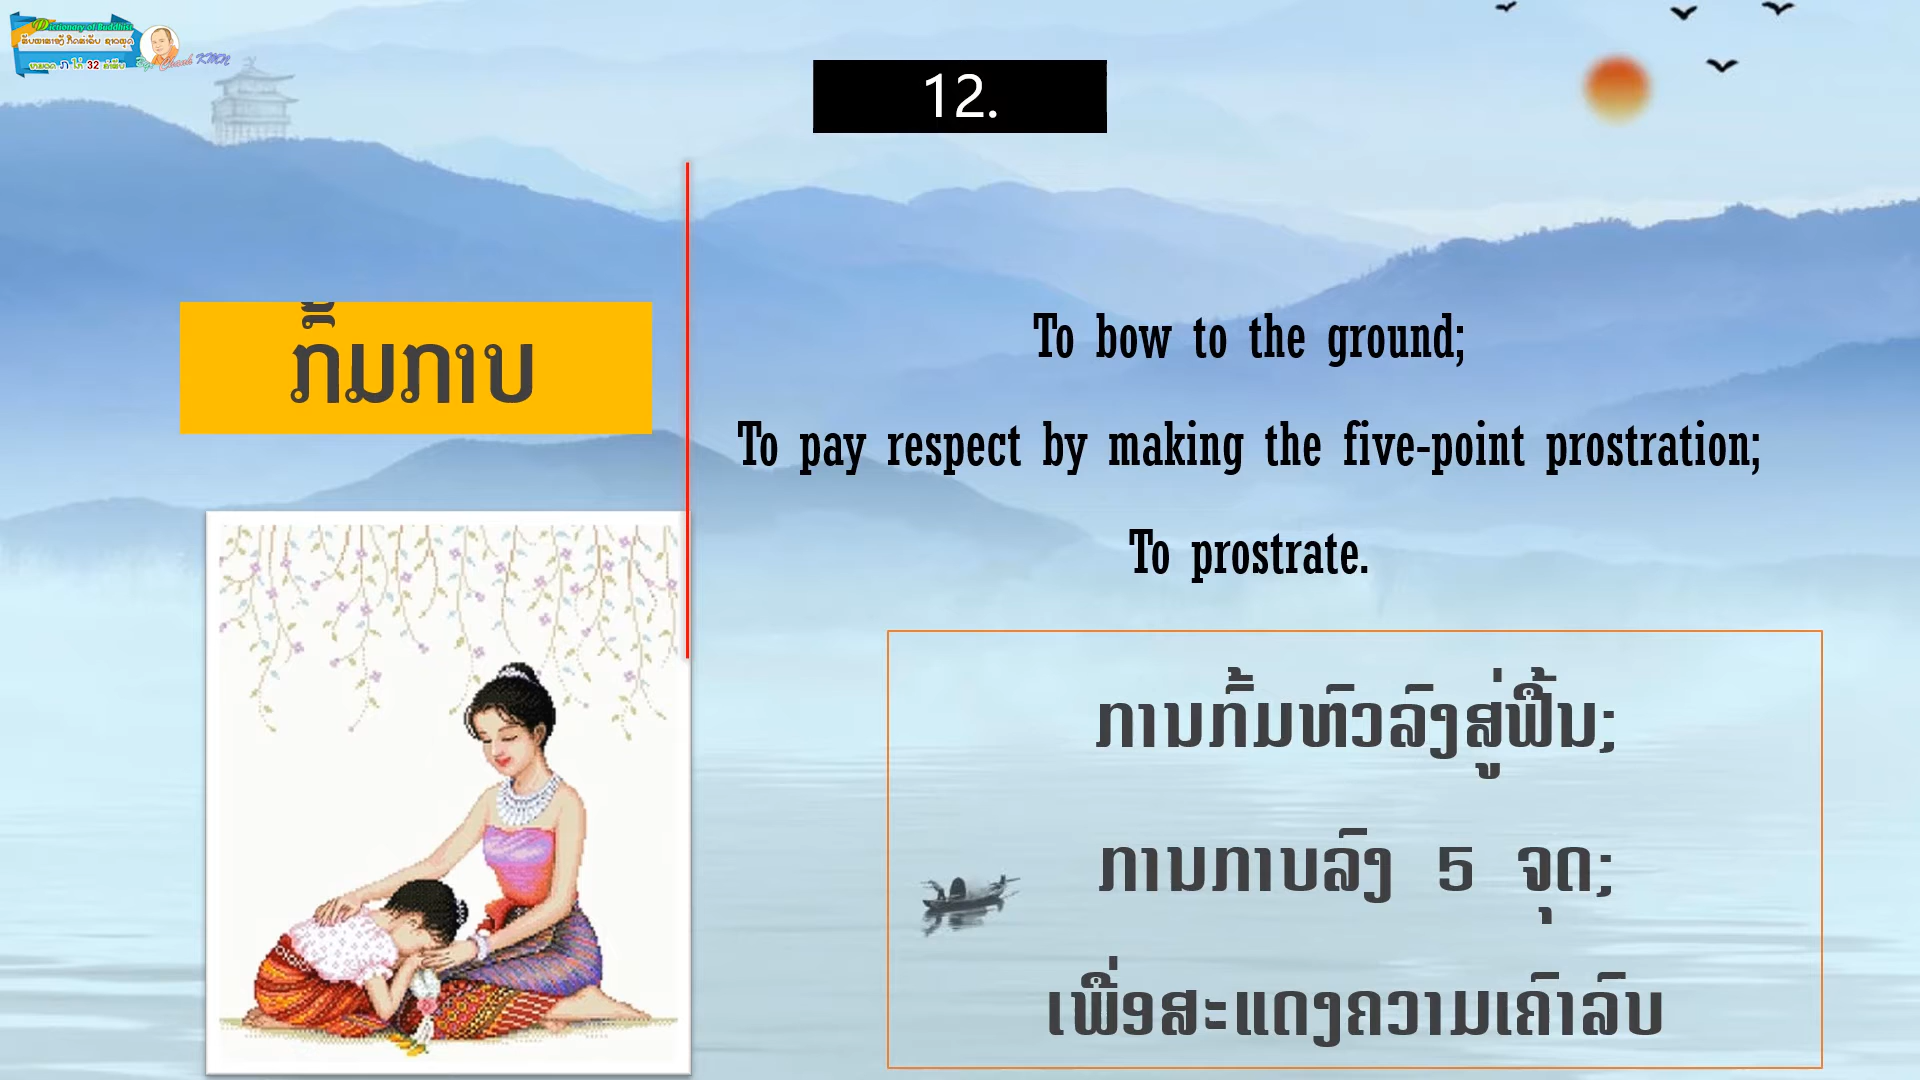 Dictionary of Buddhist
12.
ກົ້ມກາບ
To bow to the ground;
To pay respect by making the five-point prostration;
To prostrate.
ການກົ້ມຫົວລົງສູ່ພື້ນ;
ການກາບລົງ 5 ຈຸດ;
ເພື່ອສະແດງຄວາມເຄົາລົບ